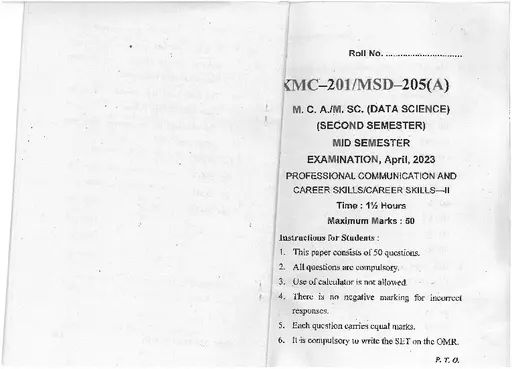 Roll No. ..............................
XMC–201/MSD–205(A)
M. C. A./M. SC. (DATA SCIENCE)
(SECOND SEMESTER)
MID SEMESTER
EXAMINATION, April, 2023
PROFESSIONAL COMMUNICATION AND
CAREER SKILLS/CAREER SKILLS—II
Time : 1½ Hours
Maximum Marks : 50
Instructions for Students :
1. This paper consists of 50 questions.
2. All questions are compulsory.
3. Use of calculator is not allowed.
4. There is no negative marking for incorrect
responses.
5. Each question carries equal marks.
6. It is compulsory to write the SET on the OMR.
P. T. O.